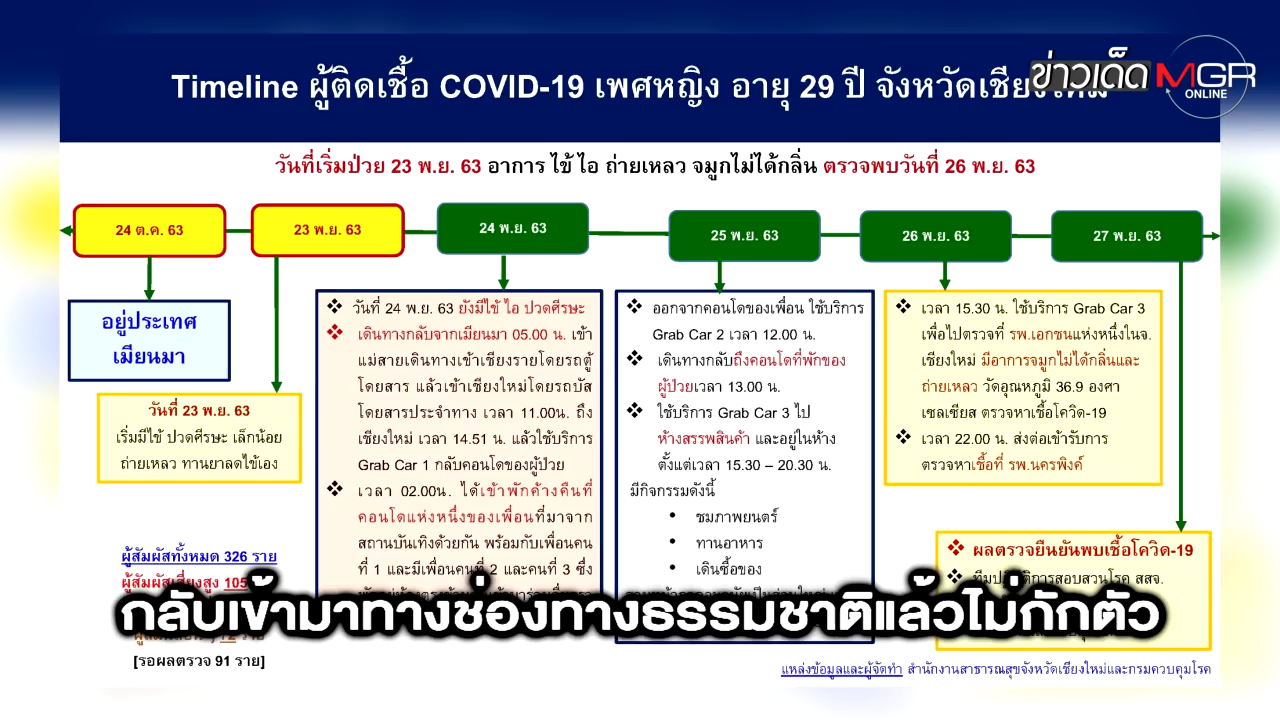 ข่าวเด็ด MGR
ONLINE
Timeline ผู้ติดเชื้อ COVID-19 เพศหญิง อายุ 29 ปี จังหวัดเชียงใหม่
วันที่เริ่มป่วย 23 พ.ย. 63 อาการ ไข้ ไอ ถ่ายเหลว จมูกไม่ได้กลิ่น ตรวจพบวันที่ 26 พ.ย. 63
24 ต.ค. 63
23 พ.ย. 63
24 พ.ย. 63
25 พ.ย. 63
26 พ.ย. 63
27 พ.ย. 63
อยู่ประเทศ
เมียนมา
วันที่ 23 พ.ย. 63
เริ่มมีไข้ ปวดศีรษะ เล็กน้อย
ถ่ายเหลว ทานยาลดไข้เอง
❖ วันที่ 24 พ.ย. 63 ยังมีไข้ ไอ ปวดศีรษะ
❖ เดินทางกลับจากเมียนมา 05.00 น. เข้า
แม่สายเดินทางเข้าเชียงรายโดยรถตู้
โดยสาร แล้วเข้าเชียงใหม่โดยรถบัส
โดยสารประจำทาง เวลา 11.00น. ถึง
เชียงใหม่ เวลา 14.51 น. แล้วใช้บริการ
Grab Car 1 กลับคอนโดของผู้ป่วย
❖ เวลา 02.00น. ได้เข้าพักค้างคืนที่
คอนโดแห่งหนึ่งของเพื่อนที่มาจาก
สถานบันเทิงด้วยกัน พร้อมกับเพื่อนคน
ที่ 1 และมีเพื่อนคนที่ 2 และคนที่ 3 ซึ่ง
❖ ออกจากคอนโดของเพื่อน ใช้บริการ
Grab Car 2 เวลา 12.00 น.
❖ เดินทางกลับถึงคอนโดที่พักของ
ผู้ป่วยเวลา 13.00 น.
❖ ใช้บริการ Grab Car 3 ไป
ห้างสรรพสินค้า และอยู่ในห้าง
ตั้งแต่เวลา 15.30 – 20.30 น.
มีกิจกรรมดังนี้
• ชมภาพยนตร์
• ทานอาหาร
• เดินซื้อของ
❖ เวลา 15.30 น. ใช้บริการ Grab Car 3
เพื่อไปตรวจที่ รพ.เอกชนแห่งหนึ่งในจ.
เชียงใหม่ มีอาการจมูกไม่ได้กลิ่นและ
ถ่ายเหลว วัดอุณหภูมิ 36.9 องศา
เซลเซียส ตรวจหาเชื้อโควิด-19
❖ เวลา 22.00 น. ส่งต่อเข้ารับการ
ตรวจหาเชื้อที่ รพ.นครพิงค์
❖ ผลตรวจยืนยันพบเชื้อโควิด-19
❖ ทีมปฏิบัติการสอบสวนโรค สสจ.
ผู้สัมผัสทั้งหมด 326 ราย
ผู้สัมผัสเสี่ยงสูง 105
[รอผลตรวจ 91 ราย]
กลับเข้ามาทางช่องทางธรรมชาติแล้วไม่กักตัว
แหล่งข้อมูลและผู้จัดทำ สำนักงานสาธารณสุขจังหวัดเชียงใหม่และกรมควบคุมโรค